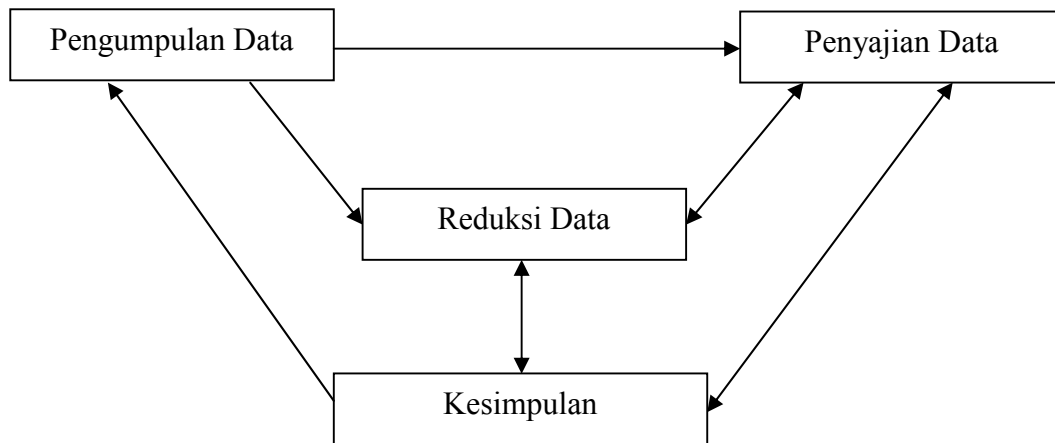 Pengumpulan Data
Penyajian Data
Reduksi Data
Kesimpulan